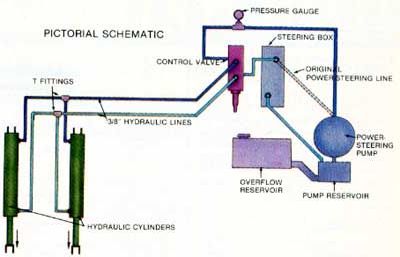 PRESSURE GAUGE
PICTORIAL SCHEMATIC
STEERING BOX
CONTROL VALVE
ORIGINAL
POWER STEERING LINE
T FITTINGS
3/8" HYDRAULIC LINES
POWER-
STEERING
PUMP
OVERFLOW
RESERVOIR
PUMP RESERVOIR
HYDRAULIC CYLINDERS